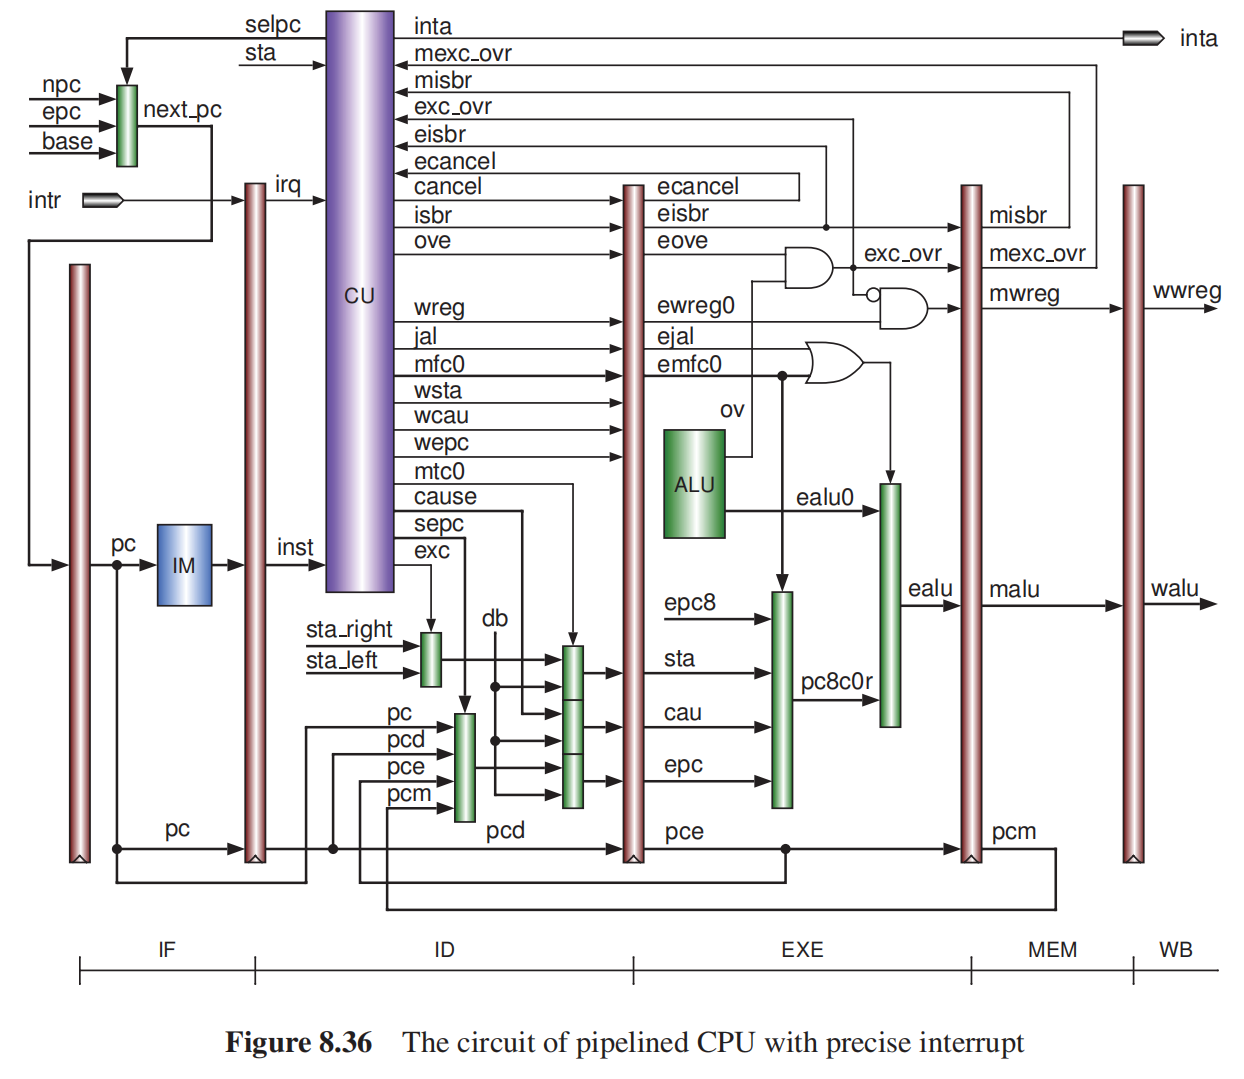 selpc
inta
inta
sta
mexc_ovr
npc
misbr
epc
next_pc
exc_ovr
base
eisbr
ecancel
intr
irq
cancel
ecancel
isbr
eisbr
misbr
ove
eove
exc_ovr
mexc_ovr
CU
wreg
ewreg0
mwreg
wwreg
jal
ejal
mfc0
emfc0
wsta
ov
wcau
wepc
mtc0
ALU
cause
ealu0
sepc
pc
IM
inst
exc
epc8
ealu
malu
walu
sta_right
db
sta_left
sta
pc8c0r
pc
cau
pcd
pce
epc
pcm
pc
pcd
pce
pcm
IF
ID
EXE
MEM
WB
Figure 8.36 The circuit of pipelined CPU with precise interrupt